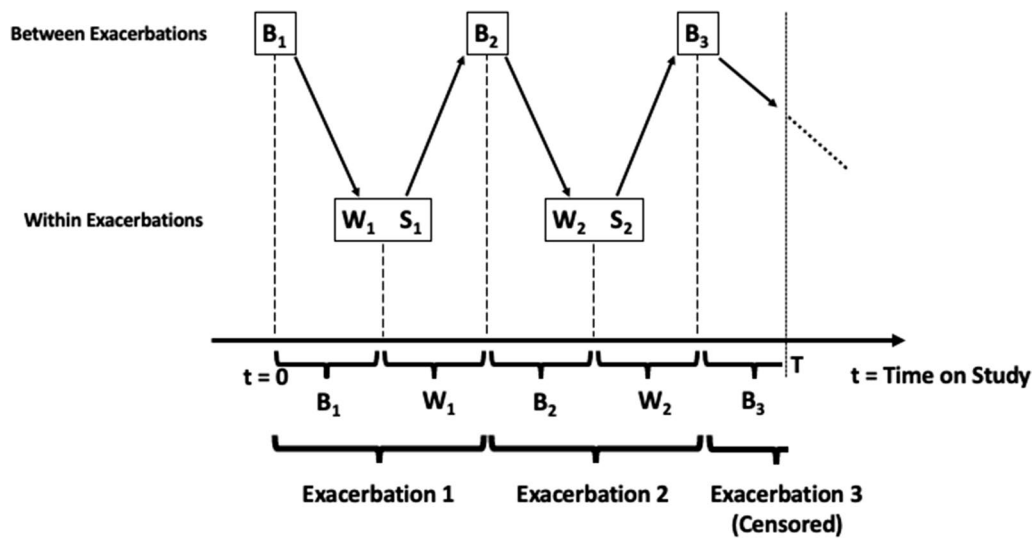 Between Exacerbations B₁ B₂ B₃
Within Exacerbations W₁ S₁ W₂ S₂
t = 0 T t = Time on Study
B₁ W₁ B₂ W₂ B₃
Exacerbation 1 Exacerbation 2 Exacerbation 3
(Censored)